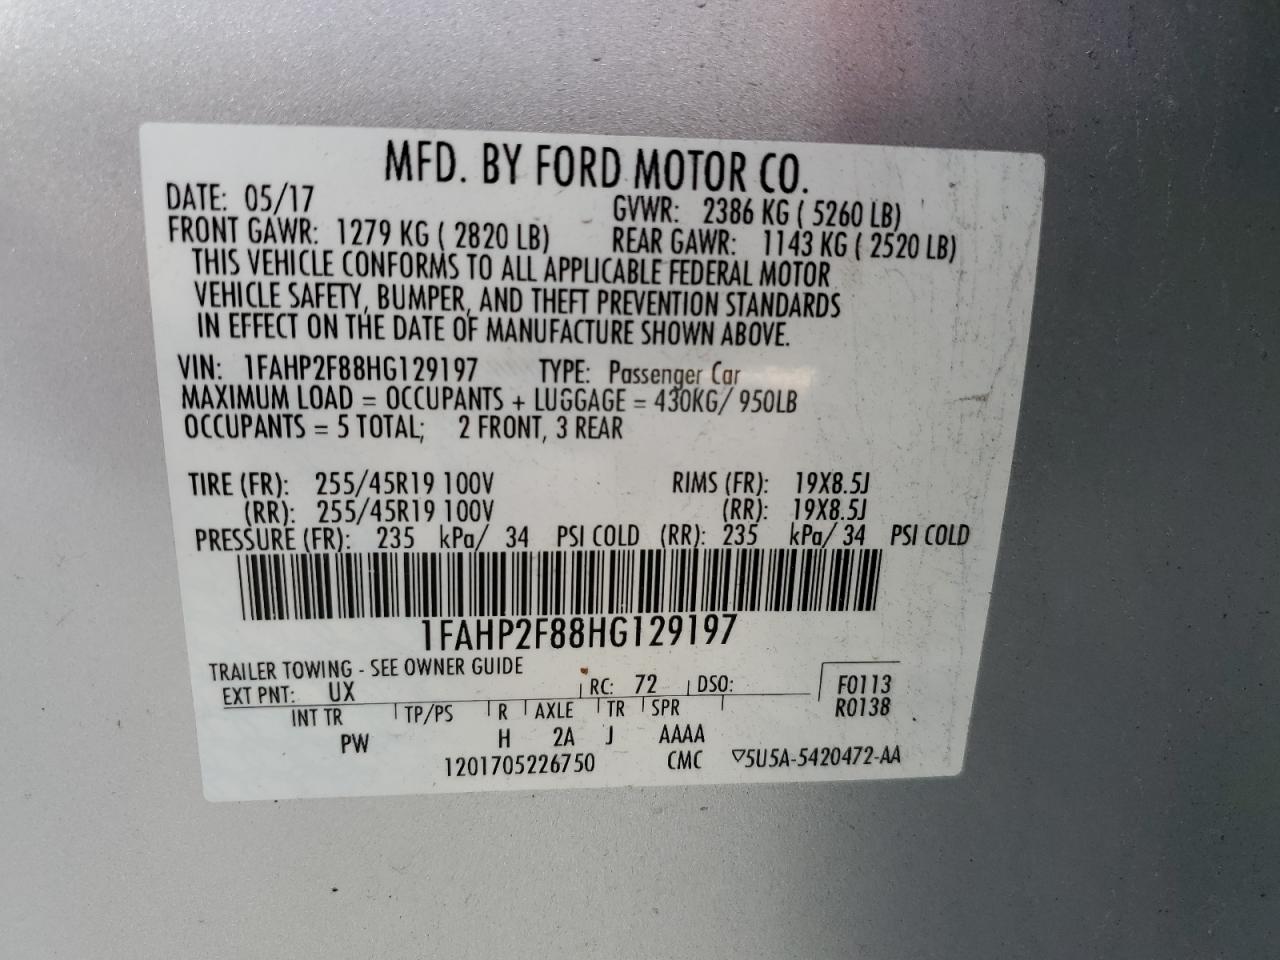 MFD. BY FORD MOTOR CO.
DATE: 05/17 GVWR: 2386 KG ( 5260 LB)
FRONT GAWR: 1279 KG ( 2820 LB) REAR GAWR: 1143 KG ( 2520 LB)
THIS VEHICLE CONFORMS TO ALL APPLICABLE FEDERAL MOTOR
VEHICLE SAFETY, BUMPER, AND THEFT PREVENTION STANDARDS
IN EFFECT ON THE DATE OF MANUFACTURE SHOWN ABOVE.
VIN: 1FAHP2F88HG129197 TYPE: Passenger Car
MAXIMUM LOAD = OCCUPANTS + LUGGAGE = 430KG/ 950LB
OCCUPANTS = 5 TOTAL; 2 FRONT, 3 REAR
TIRE (FR): 255/45R19 100V RIMS (FR): 19X8.5J
(RR): 255/45R19 100V (RR): 19X8.5J
PRESSURE (FR): 235 kPa/ 34 PSI COLD (RR): 235 kPa/ 34 PSI COLD
1FAHP2F88HG129197
TRAILER TOWING - SEE OWNER GUIDE
EXT PNT: UX RC: 72 DSO: F0113
INT TR TP/PS R AXLE TR SPR R0138
PW H 2A J AAAA
1201705226750 CMC ▽5U5A-5420472-AA